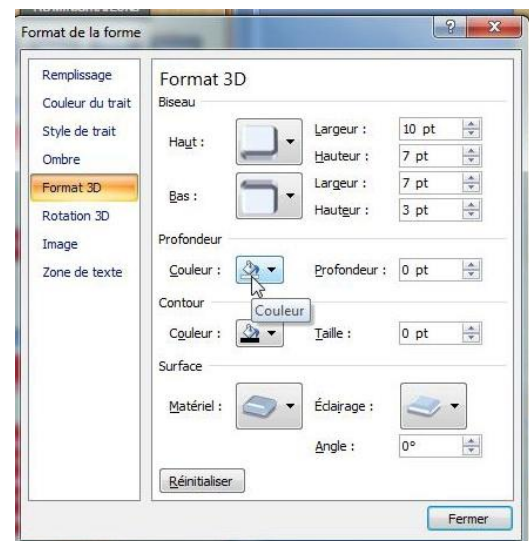 Format de la forme
Remplissage
Couleur du trait
Style de trait
Ombre
Format 3D
Rotation 3D
Image
Zone de texte
Format 3D
Biseau
Haut :
Largeur : 10 pt
Hauteur : 7 pt
Bas :
Largeur : 7 pt
Hauteur : 3 pt
Profondeur
Couleur :
Profondeur : 0 pt
Couleur
Contour
Couleur :
Taille : 0 pt
Surface
Matériel :
Éclairage :
Angle : 0°
Réinitialiser
Fermer